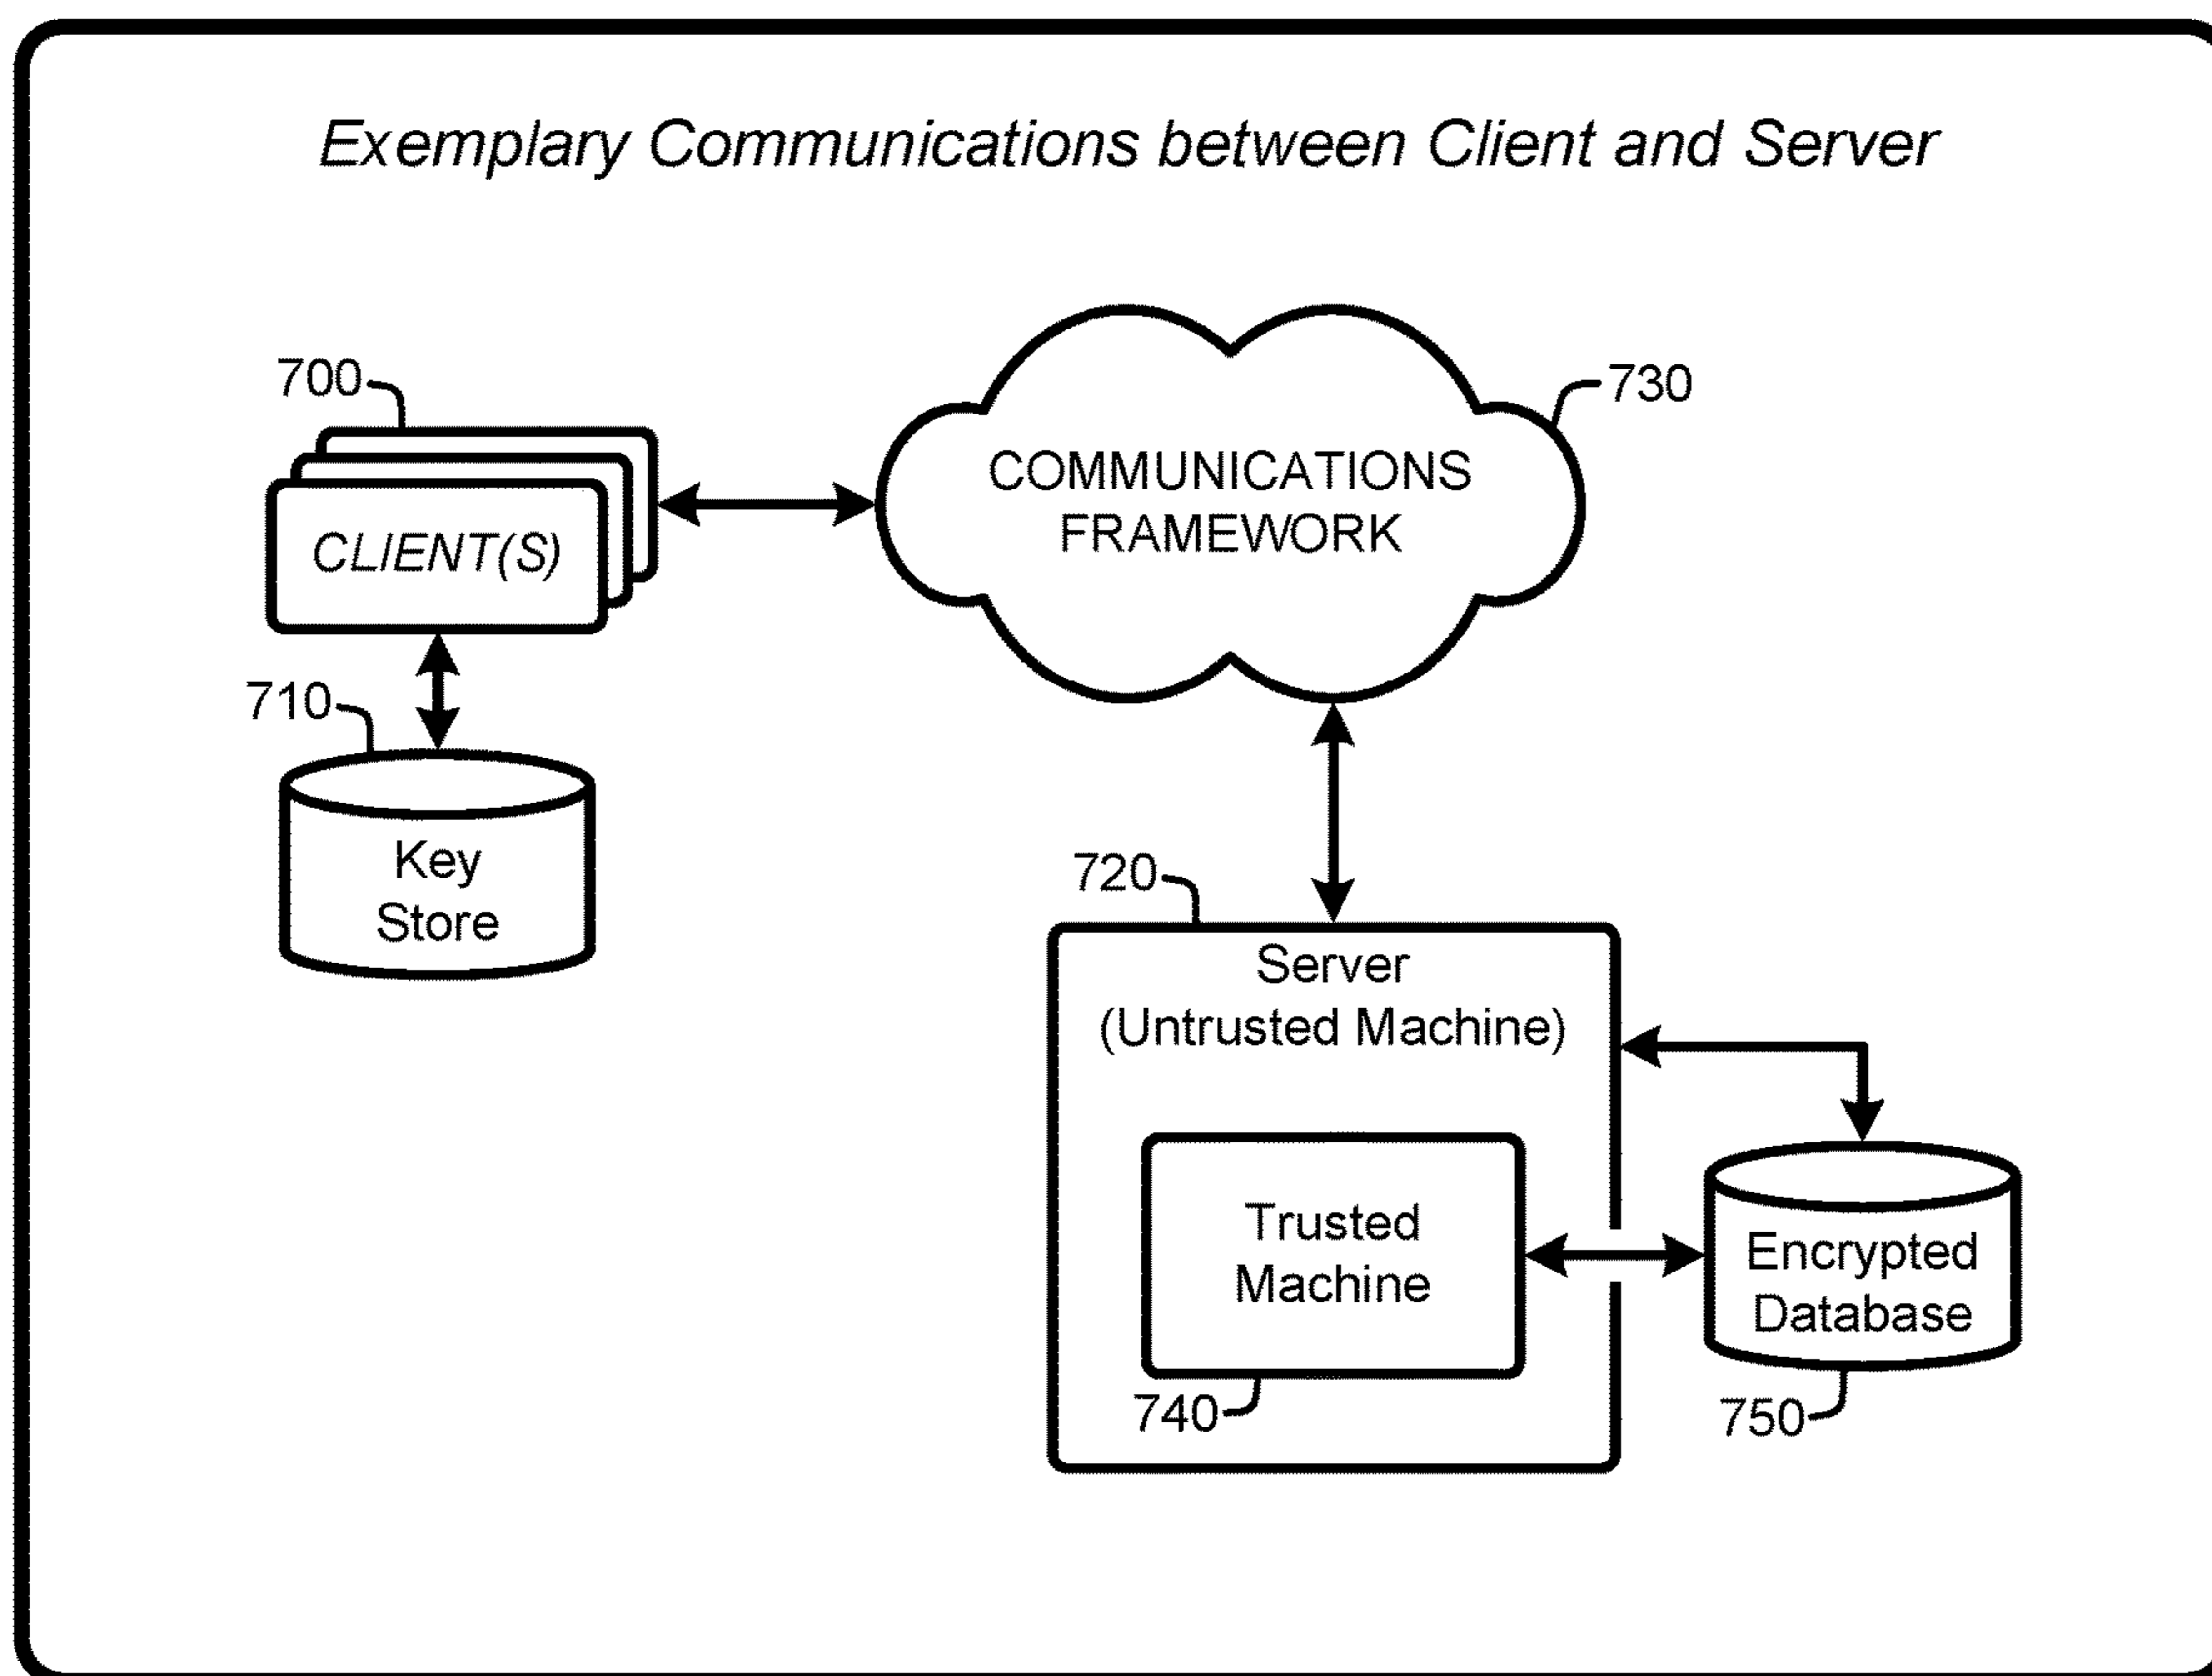 Exemplary Communications between Client and Server
700
730
COMMUNICATIONS
FRAMEWORK
CLIENT(S)
710
Key
Store
720
Server
(Untrusted Machine)
Trusted
Machine
Encrypted
Database
740
750